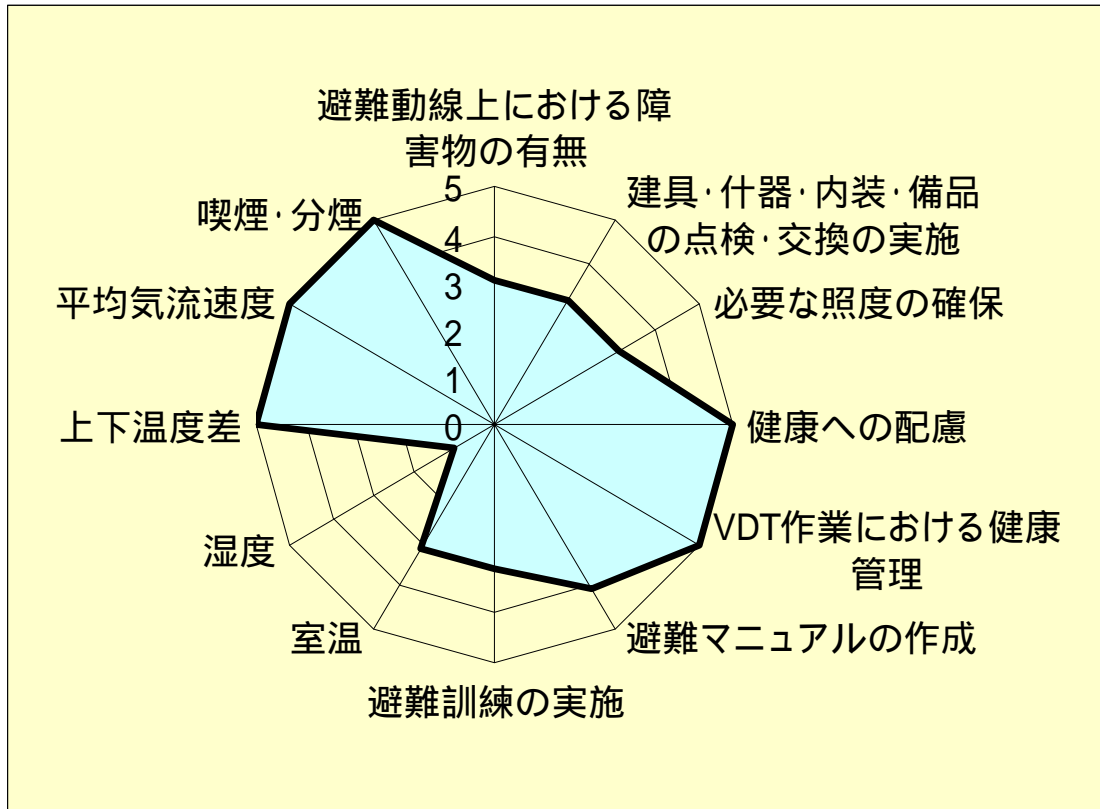 避難動線上における障
害物の有無
建具・什器・内装・備品
の点検・交換の実施
必要な照度の確保
健康への配慮
VDT作業における健康
管理
避難マニュアルの作成
避難訓練の実施
室温
湿度
上下温度差
平均気流速度
喫煙・分煙
5
4
3
2
1
0